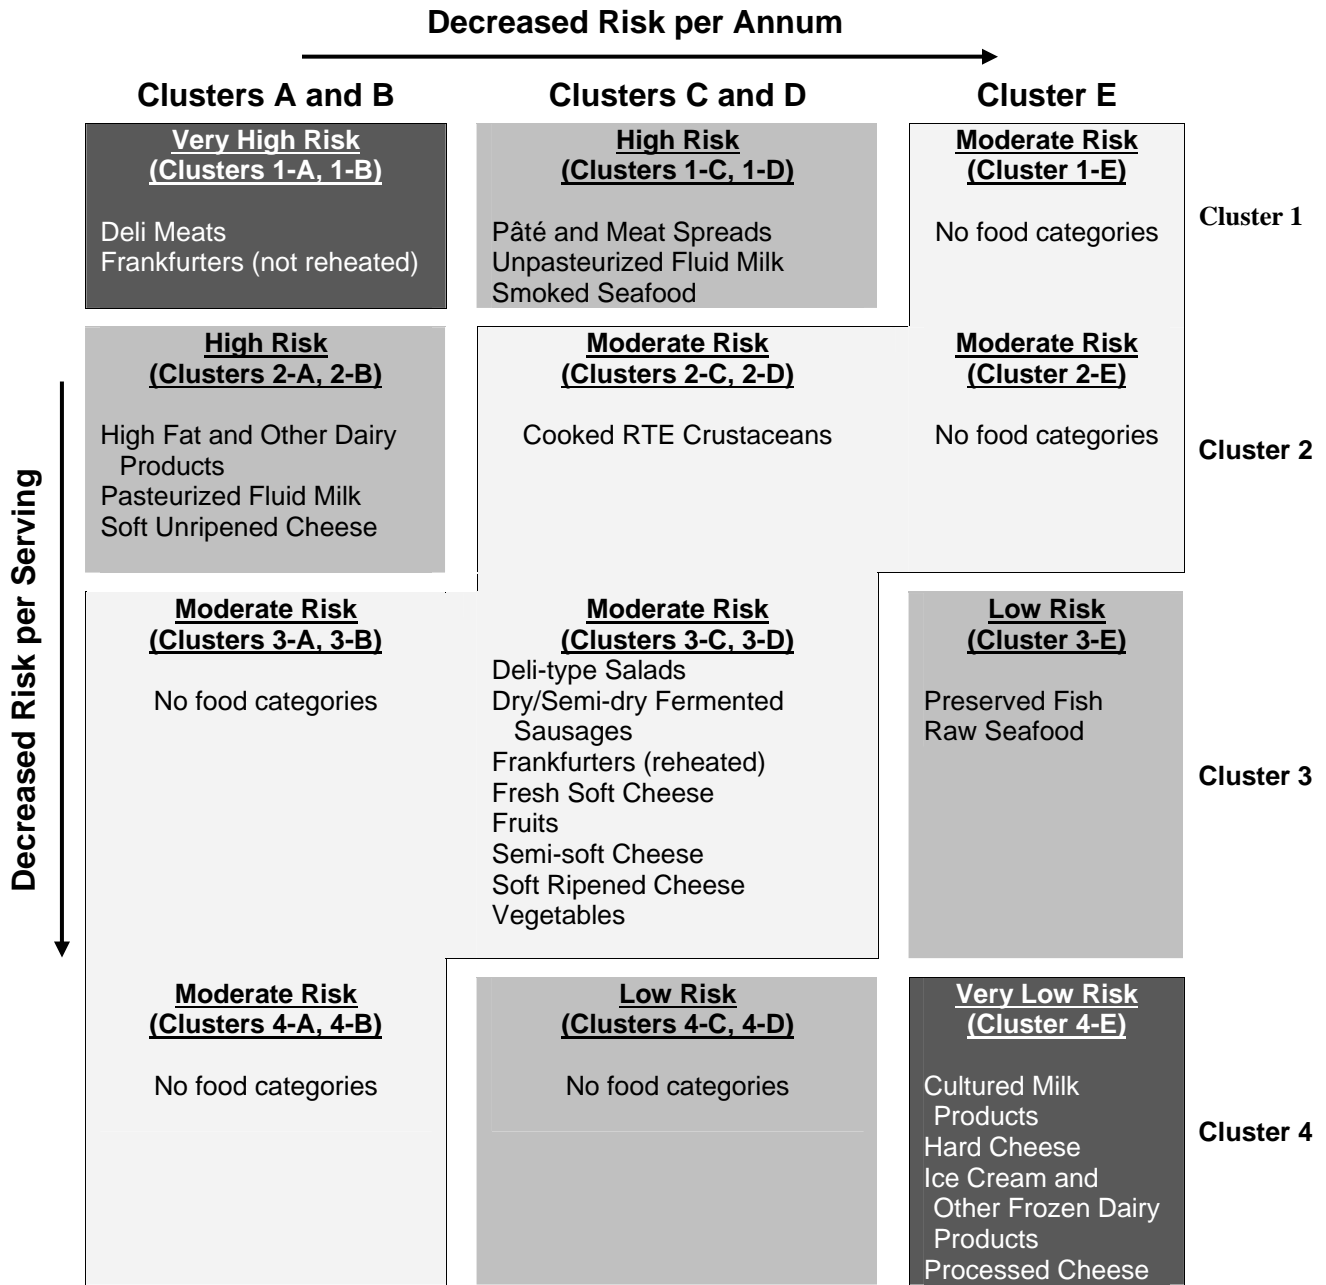 Decreased Risk per Annum
Clusters A and B
Clusters C and D
Cluster E
Very High Risk
(Clusters 1-A, 1-B)
Deli Meats
Frankfurters (not reheated)
High Risk
(Clusters 1-C, 1-D)
Pâté and Meat Spreads
Unpasteurized Fluid Milk
Smoked Seafood
Moderate Risk
(Cluster 1-E)
No food categories
Cluster 1
High Risk
(Clusters 2-A, 2-B)
High Fat and Other Dairy
Products
Pasteurized Fluid Milk
Soft Unripened Cheese
Moderate Risk
(Clusters 2-C, 2-D)
Cooked RTE Crustaceans
Moderate Risk
(Cluster 2-E)
No food categories
Cluster 2
Decreased Risk per Serving
Moderate Risk
(Clusters 3-A, 3-B)
No food categories
Moderate Risk
(Clusters 3-C, 3-D)
Deli-type Salads
Dry/Semi-dry Fermented
Sausages
Frankfurters (reheated)
Fresh Soft Cheese
Fruits
Semi-soft Cheese
Soft Ripened Cheese
Vegetables
Low Risk
(Cluster 3-E)
Preserved Fish
Raw Seafood
Cluster 3
Moderate Risk
(Clusters 4-A, 4-B)
No food categories
Low Risk
(Clusters 4-C, 4-D)
No food categories
Very Low Risk
(Cluster 4-E)
Cultured Milk
Products
Hard Cheese
Ice Cream and
Other Frozen Dairy
Products
Processed Cheese
Cluster 4